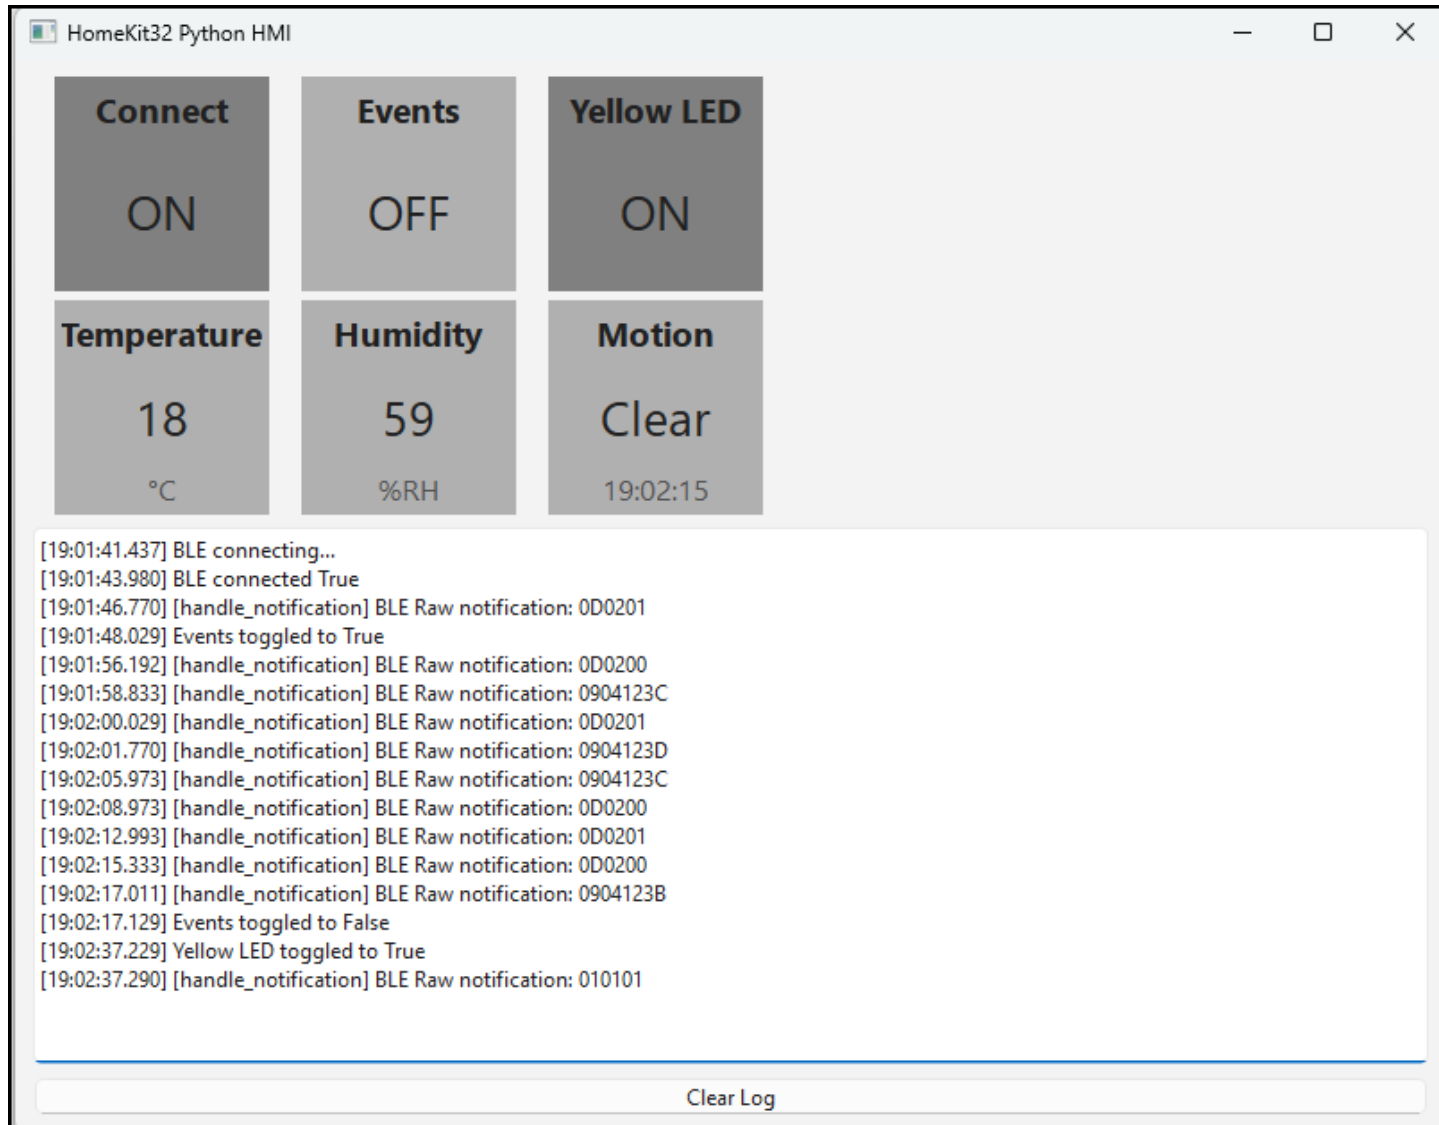 HomeKit32 Python HMI
Connect Events Yellow LED
ON OFF ON
Temperature Humidity Motion
18 59 Clear
°C %RH 19:02:15
[19:01:41.437] BLE connecting...
[19:01:43.980] BLE connected True
[19:01:46.770] [handle_notification] BLE Raw notification: 0D0201
[19:01:48.029] Events toggled to True
[19:01:56.192] [handle_notification] BLE Raw notification: 0D0200
[19:01:58.833] [handle_notification] BLE Raw notification: 0904123C
[19:02:00.029] [handle_notification] BLE Raw notification: 0D0201
[19:02:01.770] [handle_notification] BLE Raw notification: 0904123D
[19:02:05.973] [handle_notification] BLE Raw notification: 0904123C
[19:02:08.973] [handle_notification] BLE Raw notification: 0D0200
[19:02:12.993] [handle_notification] BLE Raw notification: 0D0201
[19:02:15.333] [handle_notification] BLE Raw notification: 0D0200
[19:02:17.011] [handle_notification] BLE Raw notification: 0904123B
[19:02:17.129] Events toggled to False
[19:02:37.229] Yellow LED toggled to True
[19:02:37.290] [handle_notification] BLE Raw notification: 010101
Clear Log